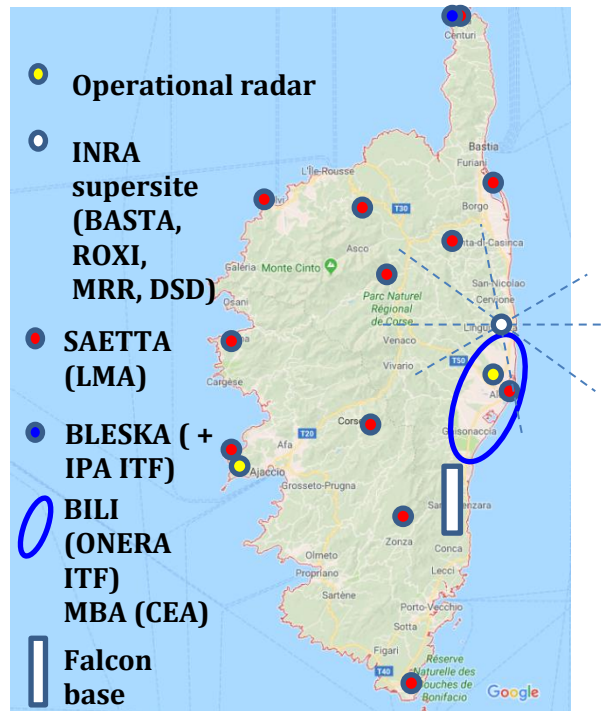 Operational radar
INRA
supersite
(BASTA,
ROXI,
MRR, DSD)
SAETTA
(LMA)
BLESKA ( +
IPA ITF)
BILI
(ONERA
ITF)
MBA (CEA)
Falcon
base
Centuri
Bastia
Furiani
L'Île-Rousse
Borgo
T30
Asco
Galéria
Monte Cinto
San-Nicolao
Cervione
Osani
Parc Naturel
Régional
de Corse
Venaco
T50
Vivario
Cargèse
T20
Afa
Ajaccio
Ghisonaccia
Grosseto-Prugna
Zonza
Conca
Olmeto
Propriano
Lecci
Sartène
Porto-Vecchio
Sotta
Figari
T40
Réserve
Naturelle des
Bouches de
Bonifacio
Google